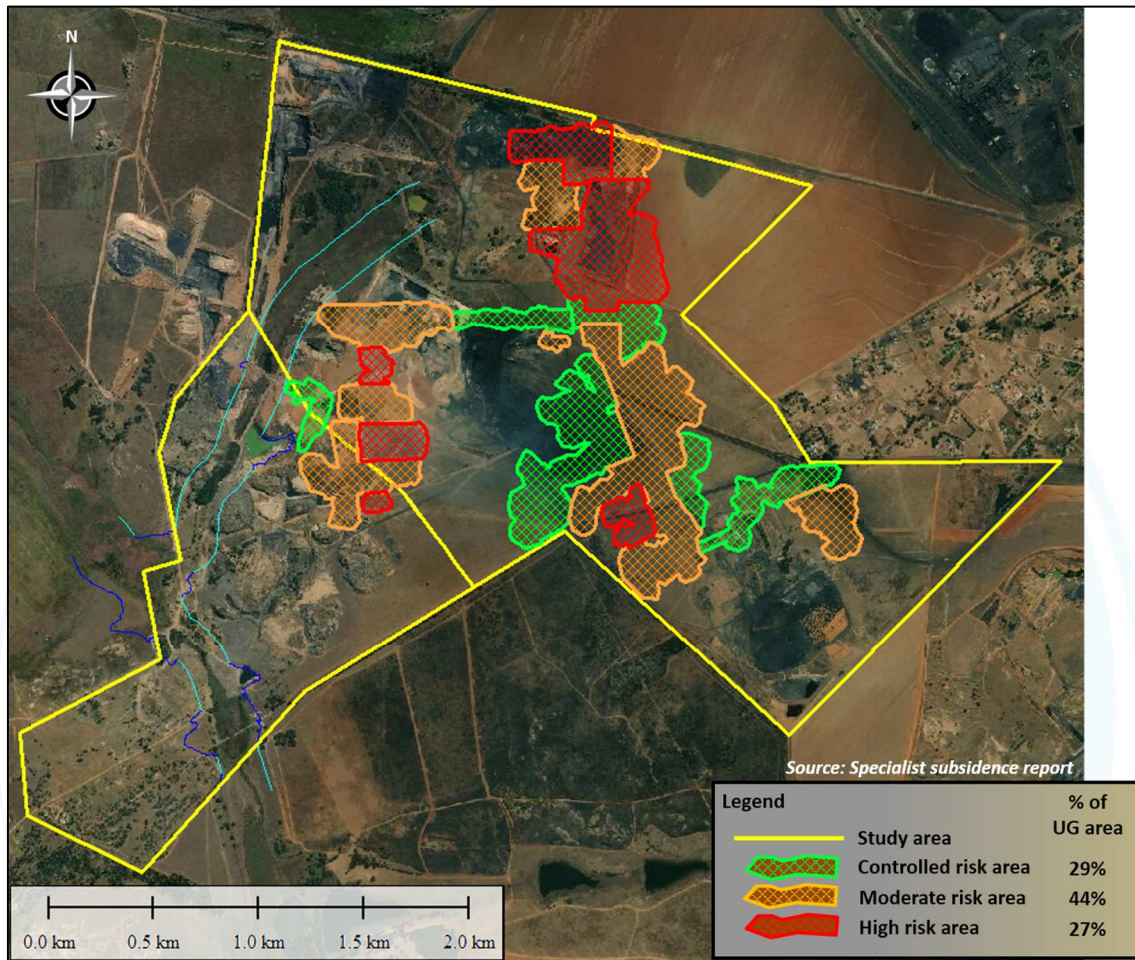 N
Source: Specialist subsidence report
Legend
% of
UG area
Study area
Controlled risk area 29%
Moderate risk area 44%
High risk area 27%
0.0 km 0.5 km 1.0 km 1.5 km 2.0 km